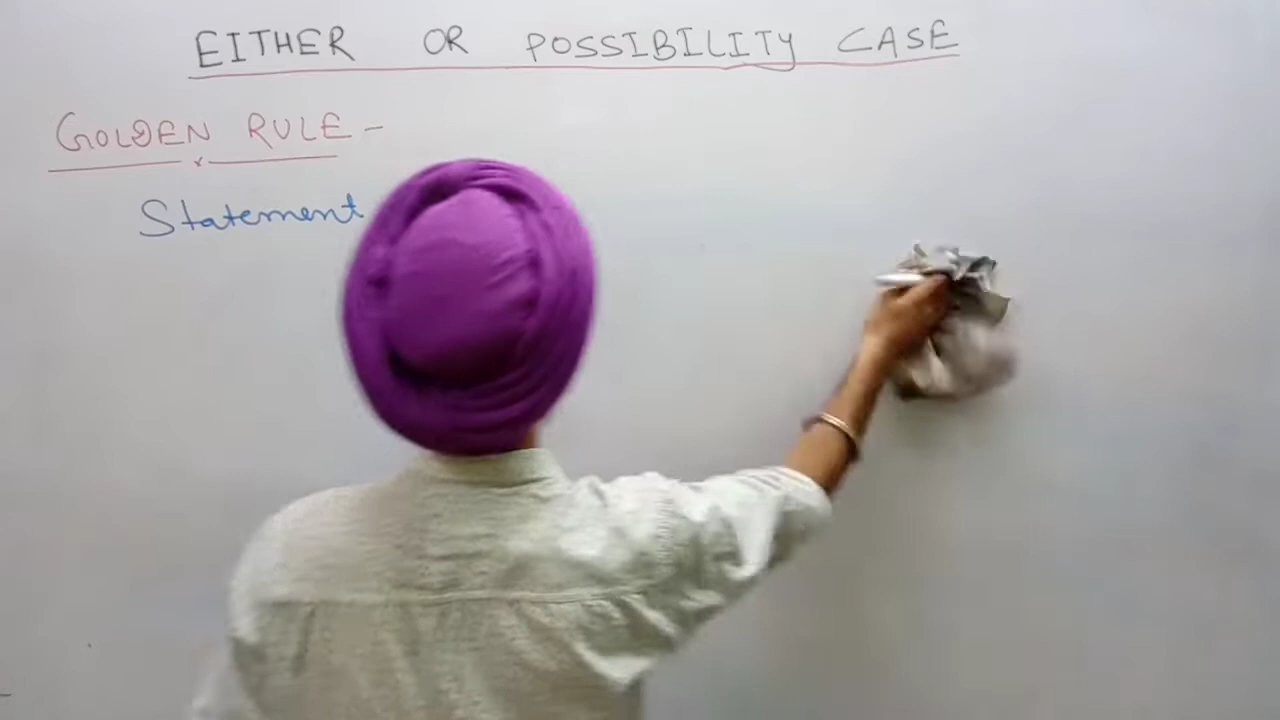 EITHER OR POSSIBILITY CASE
GOLDEN RULE -
Statement